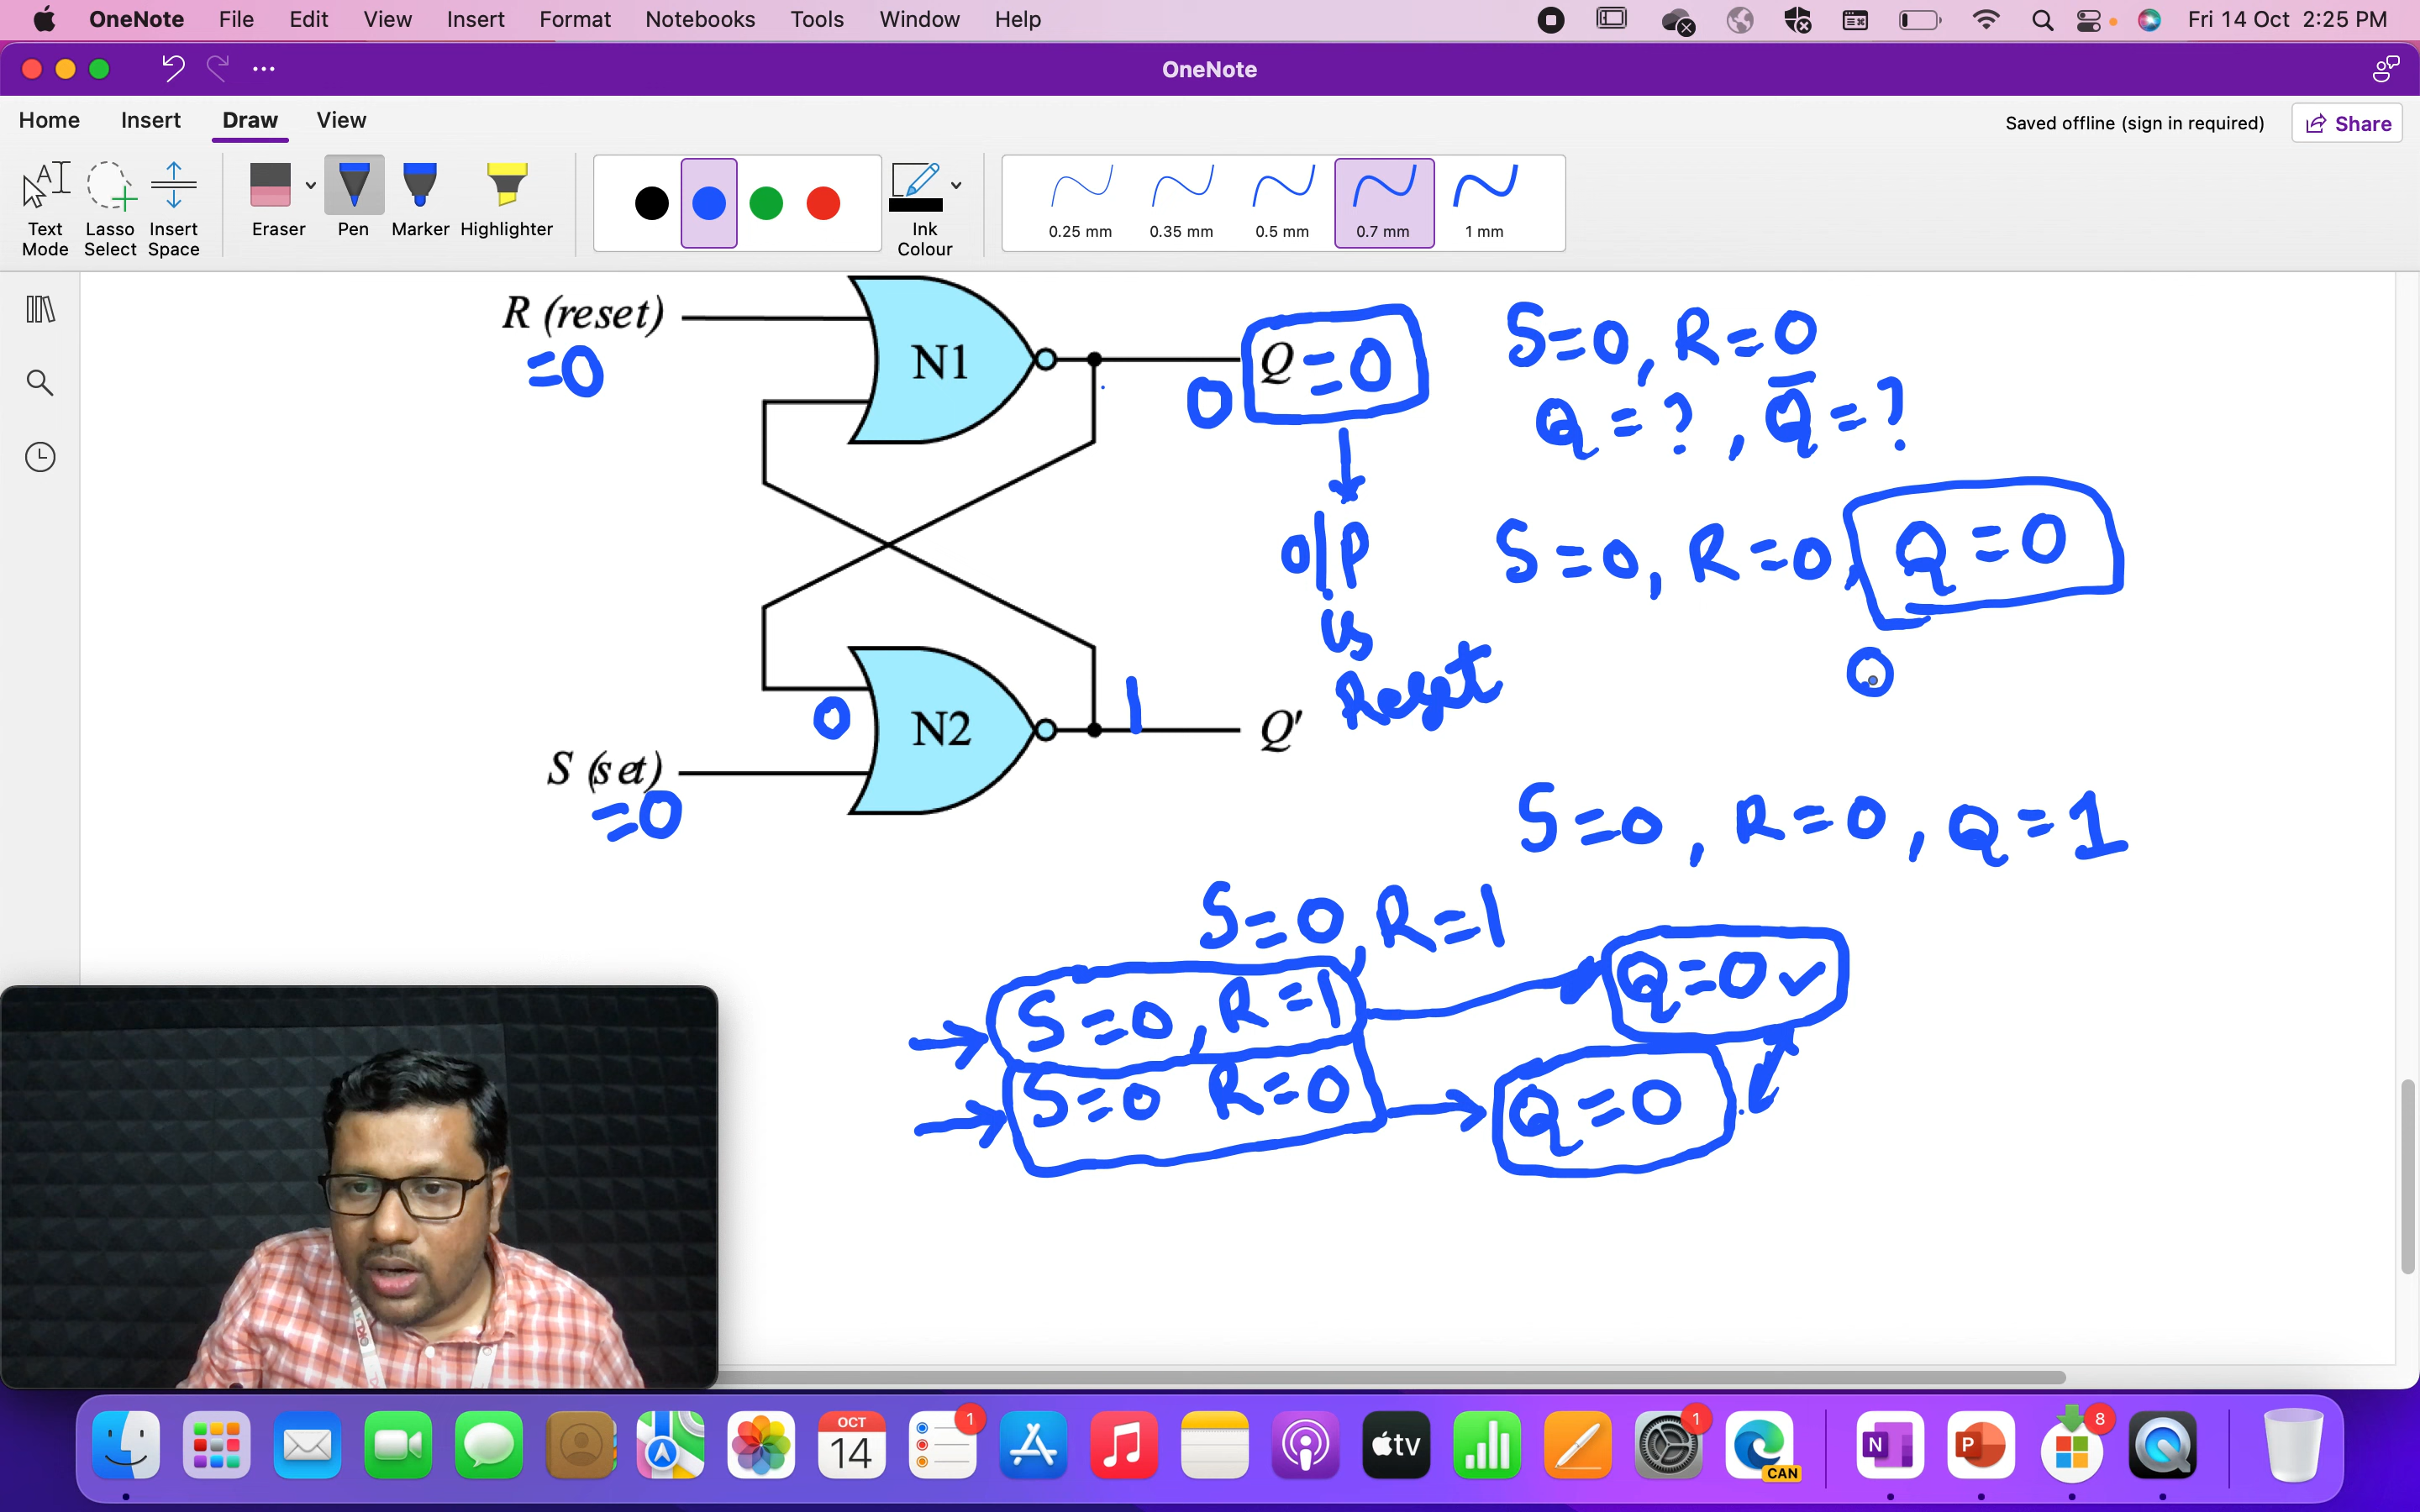 OneNote File Edit View Insert Format Notebooks Tools Window Help Fri 14 Oct 2:25 PM
OneNote
Home Insert Draw View Saved offline (sign in required) Share
Text Mode Lasso Select Insert Space Eraser Pen Marker Highlighter Ink Colour 0.25 mm 0.35 mm 0.5 mm 0.7 mm 1 mm
R (reset)
=0
N1
0
Q =0
S=0, R=0
Q=?, Q̅=?
o/p
is
Reset
S=0, R=0, Q=0
0
0
N2
1
Q'
S (set)
=0
S=0, R=0, Q=1
S=0, R=1
S=0, R=1
Q=0 ✓
S=0 R=0
Q=0
OCT
14
1
tv
1
CAN
N
P
8